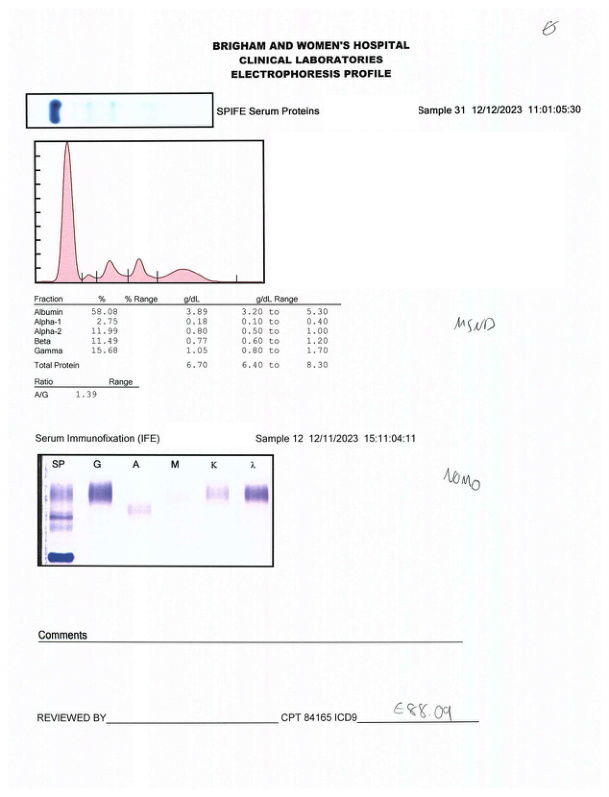 BRIGHAM AND WOMEN'S HOSPITAL
CLINICAL LABORATORIES
ELECTROPHORESIS PROFILE
SPIFE Serum Proteins Sample 31 12/12/2023 11:01:05:30
Fraction % % Range g/dL g/dL Range
Albumin 58.08 3.89 3.20 to 5.30
Alpha-1 2.75 0.18 0.10 to 0.40
Alpha-2 11.99 0.80 0.50 to 1.00
Beta 11.49 0.77 0.60 to 1.20
Gamma 15.68 1.05 0.80 to 1.70
Total Protein 6.70 6.40 to 8.30
MSND
Ratio Range
A/G 1.39
Serum Immunofixation (IFE) Sample 12 12/11/2023 15:11:04:11
SP G A M K λ
NOMO
Comments
REVIEWED BY CPT 84165 ICD9 E88.09